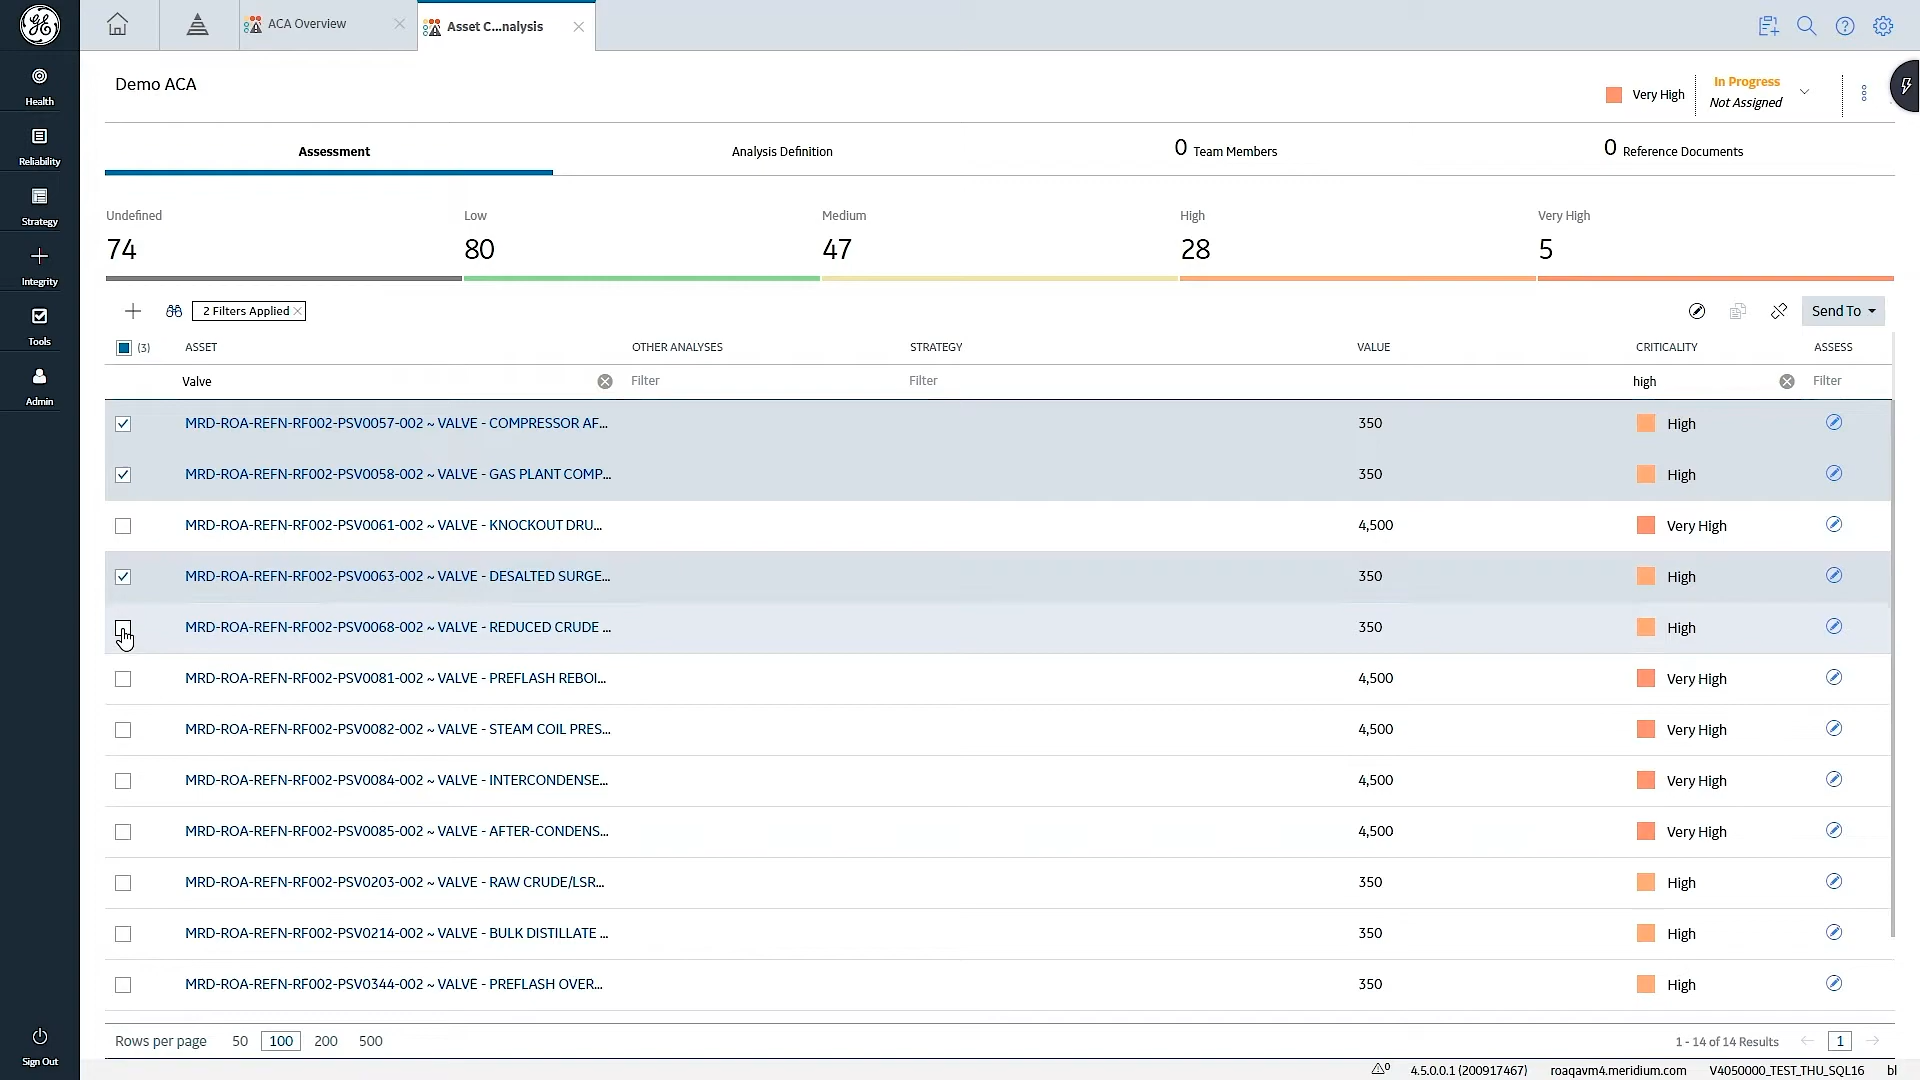 ACA Overview
Asset C...nalysis
Health
Reliability
Strategy
Integrity
Tools
Admin
Sign Out
Demo ACA
Very High
In Progress
Not Assigned
Assessment
Analysis Definition
0 Team Members
0 Reference Documents
Undefined
74
Low
80
Medium
47
High
28
Very High
5
2 Filters Applied
Send To
(3) ASSET OTHER ANALYSES STRATEGY VALUE CRITICALITY ASSESS
Valve Filter Filter high Filter
MRD-ROA-REFN-RF002-PSV0057-002 ~ VALVE - COMPRESSOR AF... 350 High
MRD-ROA-REFN-RF002-PSV0058-002 ~ VALVE - GAS PLANT COMP... 350 High
MRD-ROA-REFN-RF002-PSV0061-002 ~ VALVE - KNOCKOUT DRU... 4,500 Very High
MRD-ROA-REFN-RF002-PSV0063-002 ~ VALVE - DESALTED SURGE... 350 High
MRD-ROA-REFN-RF002-PSV0068-002 ~ VALVE - REDUCED CRUDE ... 350 High
MRD-ROA-REFN-RF002-PSV0081-002 ~ VALVE - PREFLASH REBOI... 4,500 Very High
MRD-ROA-REFN-RF002-PSV0082-002 ~ VALVE - STEAM COIL PRES... 4,500 Very High
MRD-ROA-REFN-RF002-PSV0084-002 ~ VALVE - INTERCONDENSE... 4,500 Very High
MRD-ROA-REFN-RF002-PSV0085-002 ~ VALVE - AFTER-CONDENS... 4,500 Very High
MRD-ROA-REFN-RF002-PSV0203-002 ~ VALVE - RAW CRUDE/LSR... 350 High
MRD-ROA-REFN-RF002-PSV0214-002 ~ VALVE - BULK DISTILLATE ... 350 High
MRD-ROA-REFN-RF002-PSV0344-002 ~ VALVE - PREFLASH OVER... 350 High
Rows per page 50 100 200 500
1 - 14 of 14 Results 1
0 4.5.0.0.1 (200917467) roaqavm4.meridium.com V4050000_TEST_THU_SQL16 bl